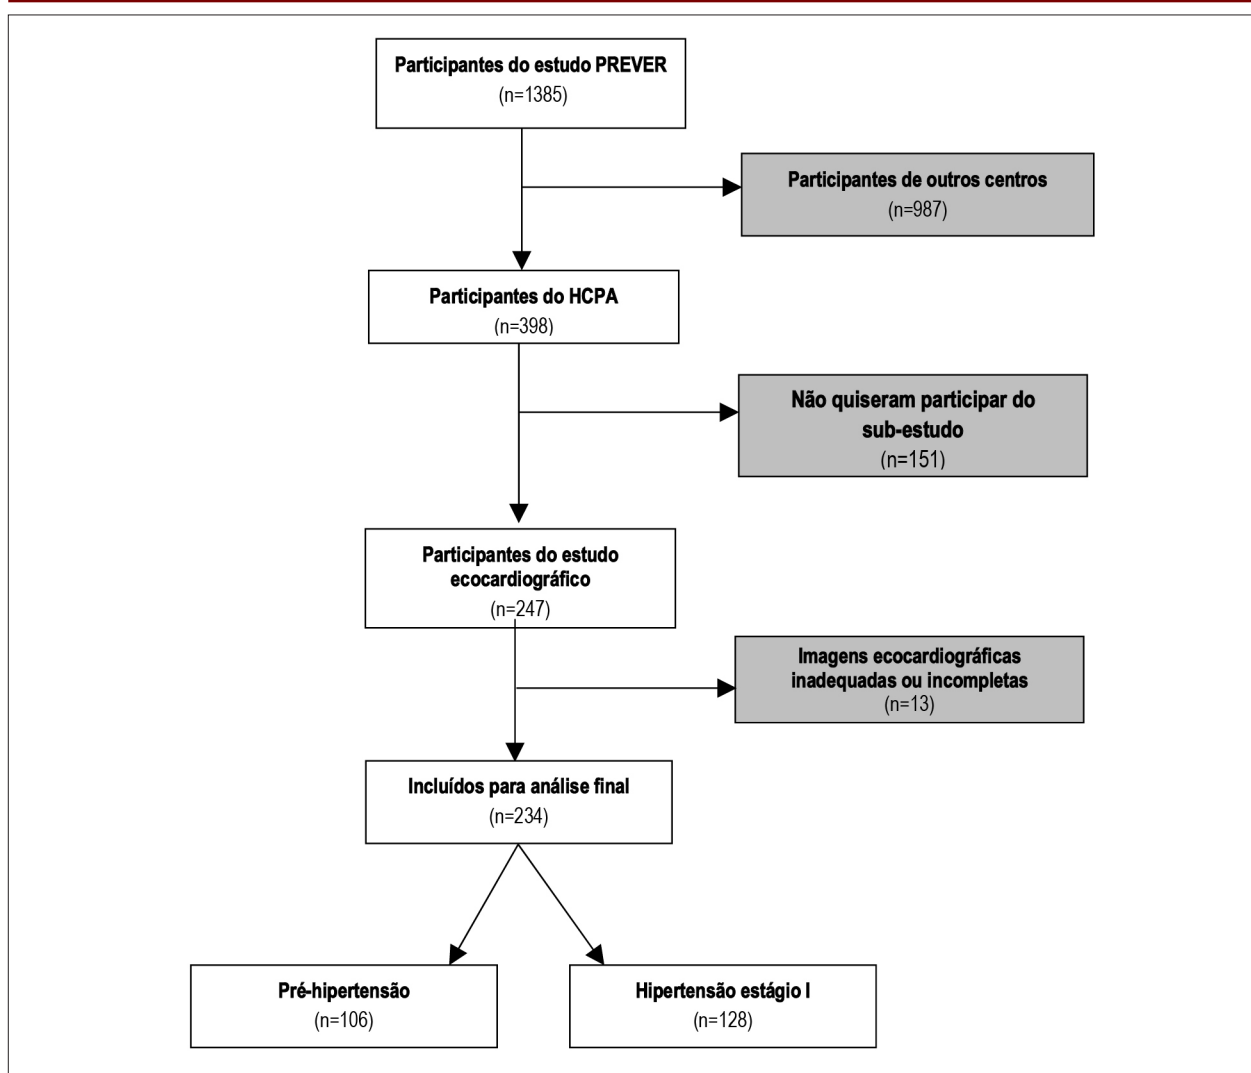 Participantes do estudo PREVER
(n=1385)
Participantes de outros centros
(n=987)
Participantes do HCPA
(n=398)
Não quiseram participar do
sub-estudo
(n=151)
Participantes do estudo
ecocardiográfico
(n=247)
Imagens ecocardiográficas
inadequadas ou incompletas
(n=13)
Incluídos para análise final
(n=234)
Pré-hipertensão
(n=106)
Hipertensão estágio I
(n=128)